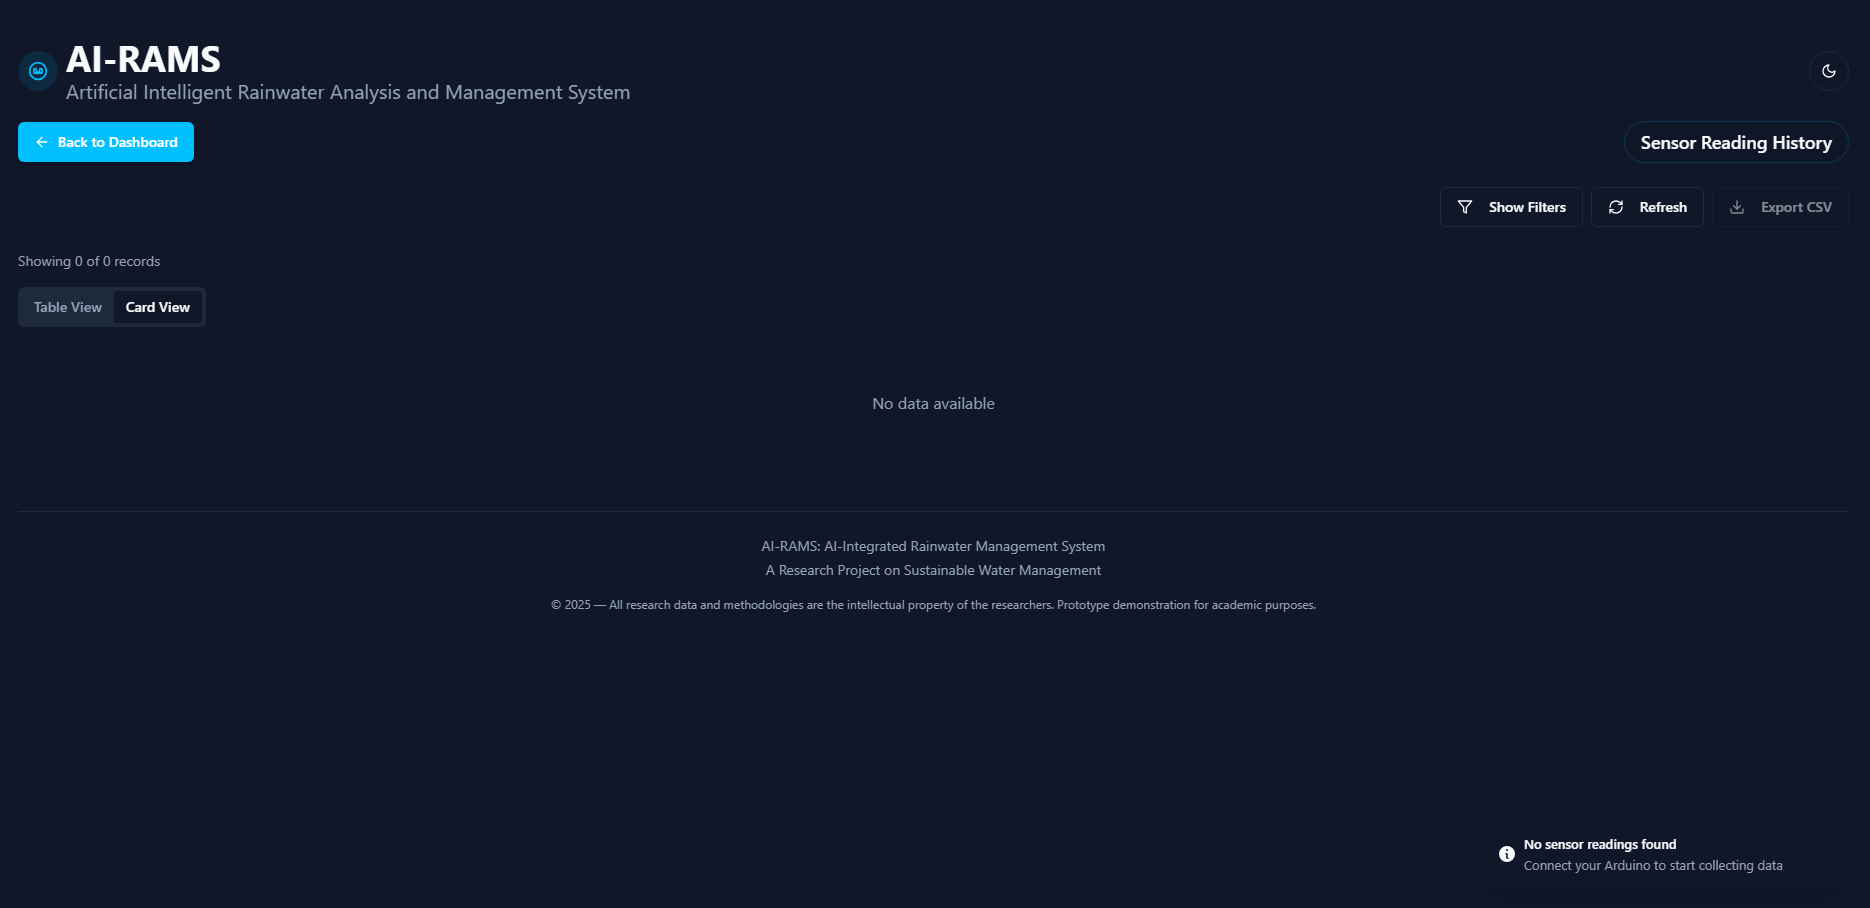 AI-RAMS
Artificial Intelligent Rainwater Analysis and Management System
Back to Dashboard
Sensor Reading History
Show Filters
Refresh
Export CSV
Showing 0 of 0 records
Table View
Card View
No data available
AI-RAMS: AI-Integrated Rainwater Management System
A Research Project on Sustainable Water Management
© 2025 — All research data and methodologies are the intellectual property of the researchers. Prototype demonstration for academic purposes.
No sensor readings found
Connect your Arduino to start collecting data